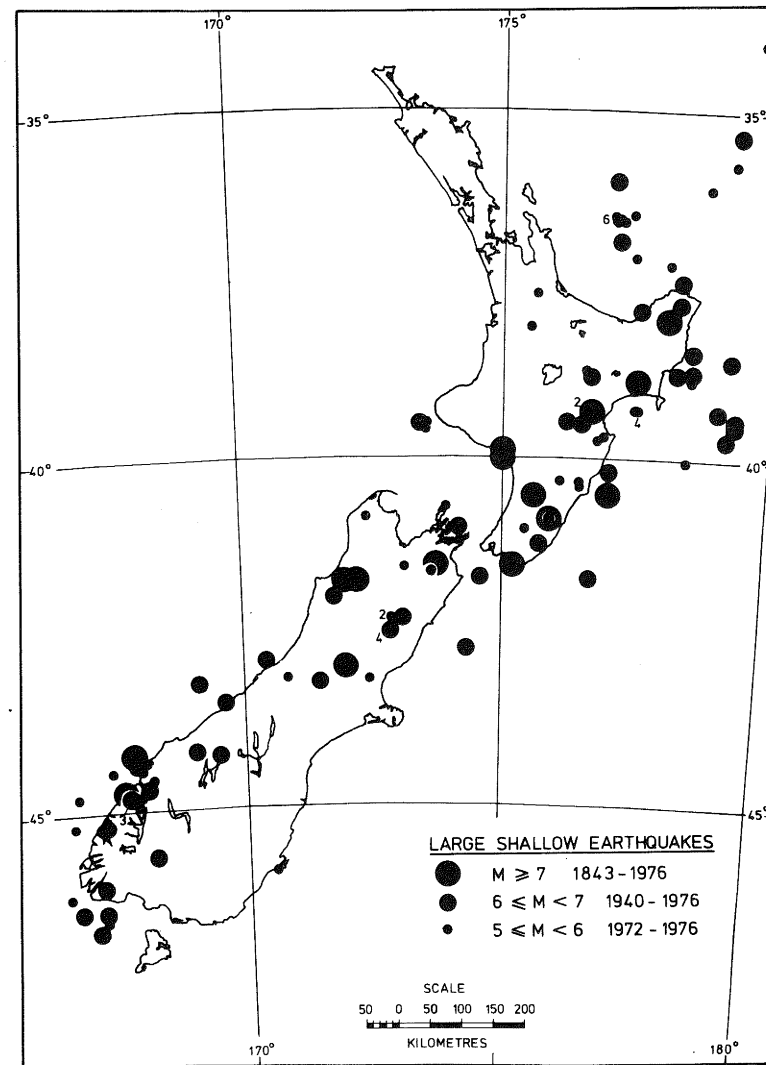 170° 175°
35° 35°
6
2
4
40° 40°
2
4
3
45° 45°
LARGE SHALLOW EARTHQUAKES
M ⩾ 7 1843-1976
6 ⩽ M < 7 1940-1976
5 ⩽ M < 6 1972-1976
SCALE
50 0 50 100 150 200
KILOMETRES
170° 180°